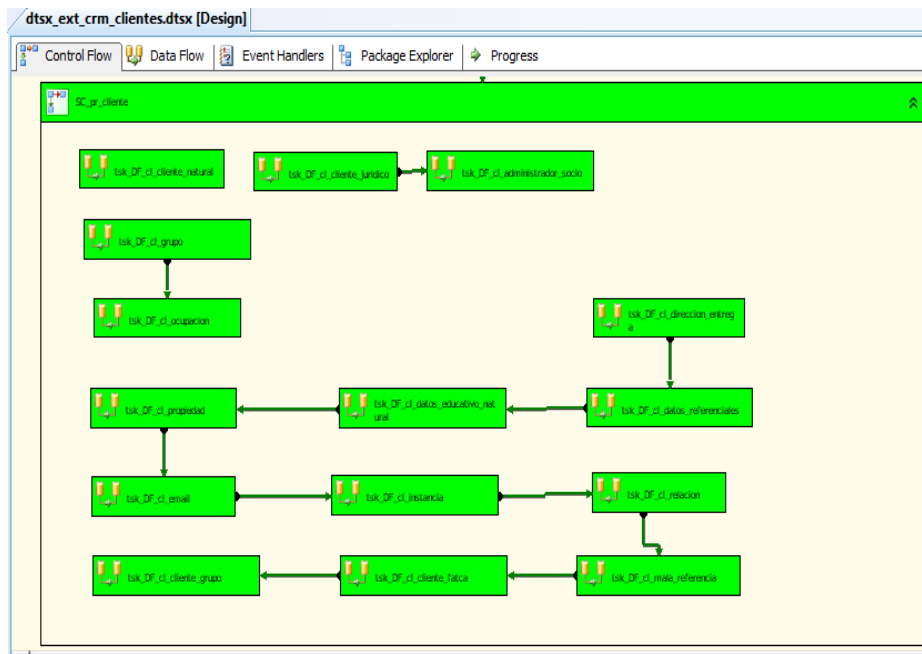 dtsx_ext_crm_clientes.dtsx [Design]
Control Flow Data Flow Event Handlers Package Explorer Progress
SC_pr_cliente
tsk_DF_cl_cliente_natural
tsk_DF_cl_cliente_juridico
tsk_DF_cl_administrador_socio
tsk_DF_cl_grupo
tsk_DF_cl_ocupacion
tsk_DF_cl_direccion_entreg
a
tsk_DF_cl_propiedad
tsk_DF_cl_datos_educativo_nat
ural
tsk_DF_cl_datos_referenciales
tsk_DF_cl_email
tsk_DF_cl_instancia
tsk_DF_cl_relacion
tsk_DF_cl_cliente_grupo
tsk_DF_cl_cliente_fatca
tsk_DF_cl_mala_referencia